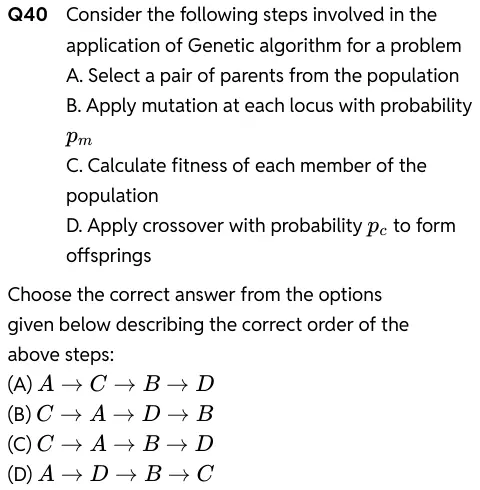 Q40 Consider the following steps involved in the
application of Genetic algorithm for a problem
A. Select a pair of parents from the population
B. Apply mutation at each locus with probability
pₘ
C. Calculate fitness of each member of the
population
D. Apply crossover with probability p_c to form
offsprings
Choose the correct answer from the options
given below describing the correct order of the
above steps:
(A) A → C → B → D
(B) C → A → D → B
(C) C → A → B → D
(D) A → D → B → C